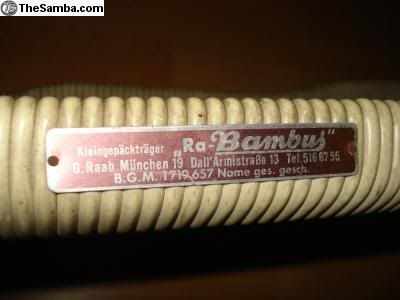 © TheSamba.com
Kleingepäckträger „Ra-Bambus"
G. Raab München 19 Dall'Armistraße 13 Tel. 516 67 55
B.G.M. 1719,657 Name ges. gesch.